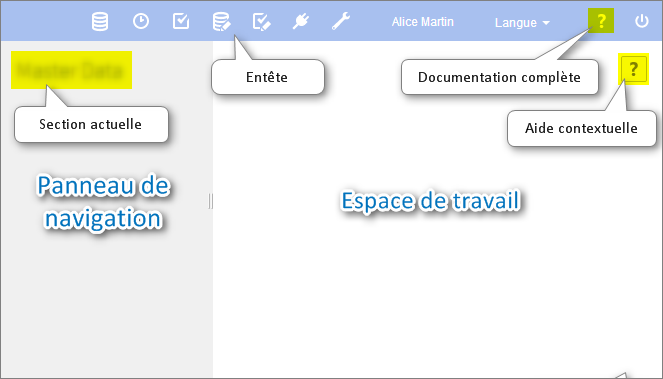 Alice Martin Langue ?
Master Data ?
Entête Documentation complète
Section actuelle Aide contextuelle
Panneau de
navigation
Espace de travail